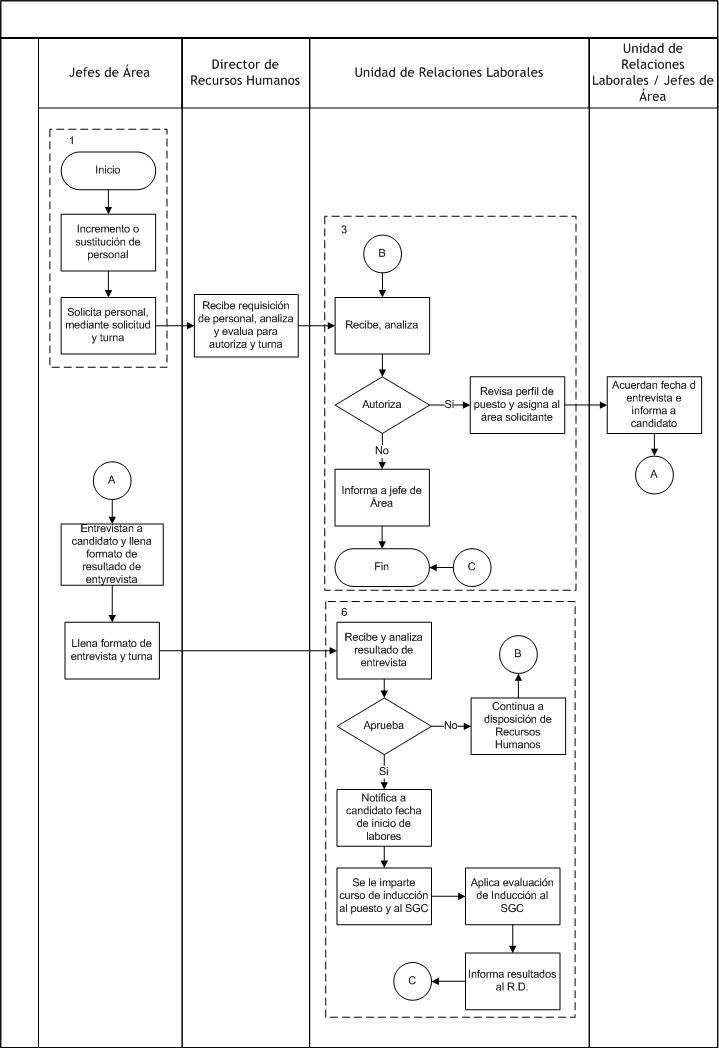 Jefes de Área
Director de
Recursos Humanos
Unidad de Relaciones Laborales
Unidad de
Relaciones
Laborales / Jefes de
Área
1
Inicio
Incremento o
sustitución de
personal
Solicita personal,
mediante solicitud
y turna
Recibe requisición
de personal, analiza
y evalua para
autoriza y turna
3
B
Recibe, analiza
Autoriza
Si
Revisa perfil de
puesto y asigna al
área solicitante
Acuerdan fecha d
entrevista e
informa a
candidato
A
No
Informa a jefe de
Área
Fin
C
A
Entrevistan a
candidato y llena
formato de
resultado de
entyrevista
Llena formato de
entrevista y turna
6
Recibe y analiza
resultado de
entrevista
B
Aprueba
No
Continua a
disposición de
Recursos
Humanos
Si
Notifica a
candidato fecha
de inicio de
labores
Se le imparte
curso de inducción
al puesto y al SGC
Aplica evaluación
de Inducción al
SGC
Informa resultados
al R.D.
C